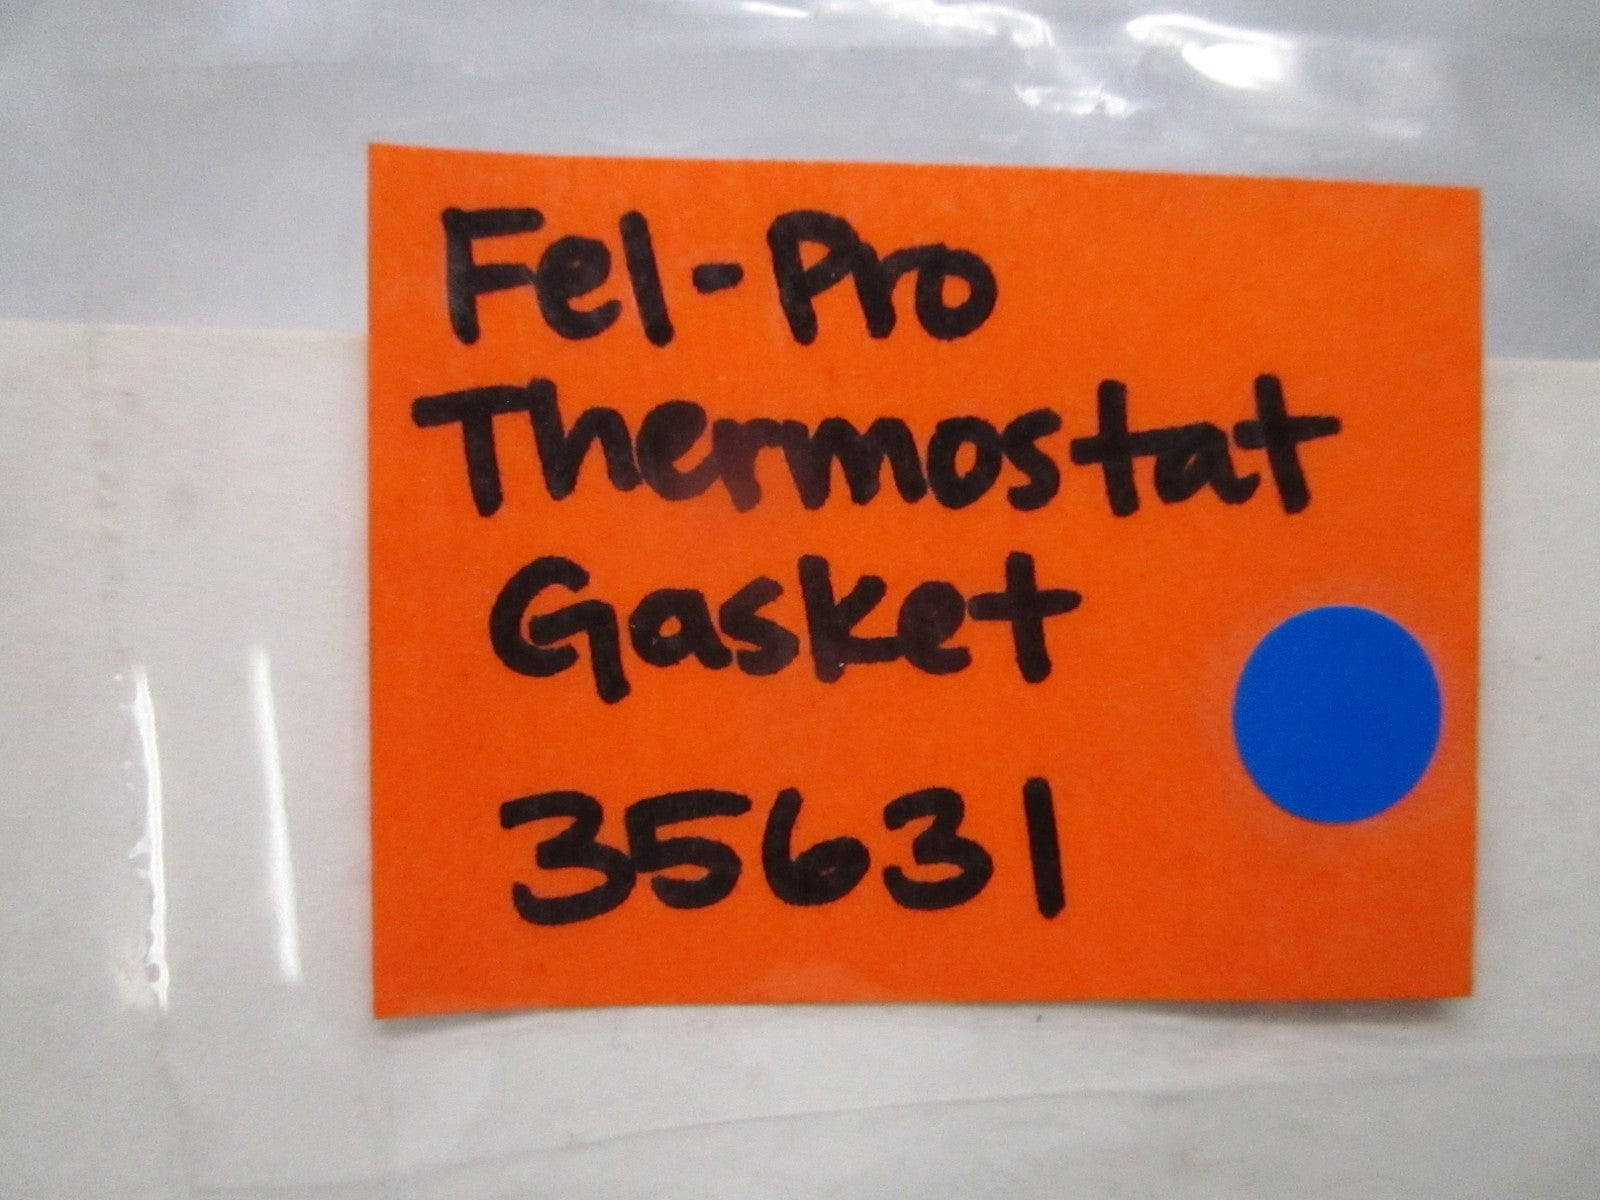 Fel-Pro
Thermostat
Gasket
35631